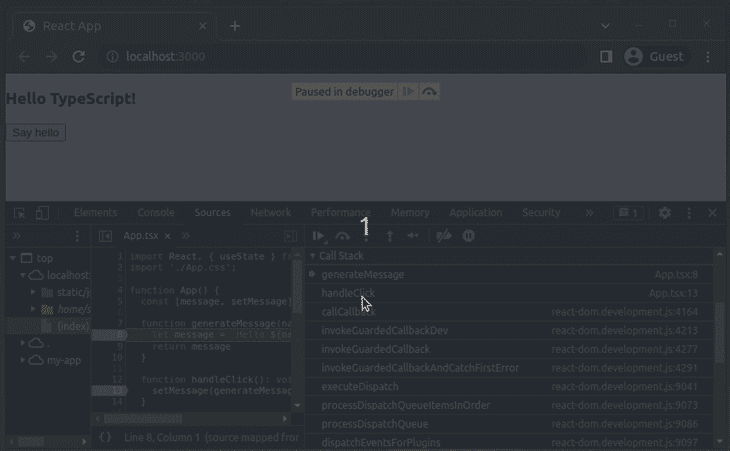 React App
localhost:3000
Guest
Hello TypeScript!
Paused in debugger
Say hello
Elements Console Sources Network Performance Memory Application Security » 1
1
» App.tsx »
top
localhost
static/j
home/s
(index)
.
my-app
1 import React, { useState } f
2 import './App.css';
4 function App() {
5 const [message, setMessage]
7 function generateMessage(na
8 let message = `Hello ${na
9 return message
10 }
12 function handleClick(): vo
13 setMessage(generateMessag
14 }
{} Line 8, Column 1 (source mapped from
Call Stack
generateMessage App.tsx:8
handleClick App.tsx:13
callCallback react-dom.development.js:4164
invokeGuardedCallbackDev react-dom.development.js:4213
invokeGuardedCallback react-dom.development.js:4277
invokeGuardedCallbackAndCatchFirstError react-dom.development.js:4291
executeDispatch react-dom.development.js:9041
processDispatchQueueItemsInOrder react-dom.development.js:9073
processDispatchQueue react-dom.development.js:9086
dispatchEventsForPlugins react-dom.development.js:9097